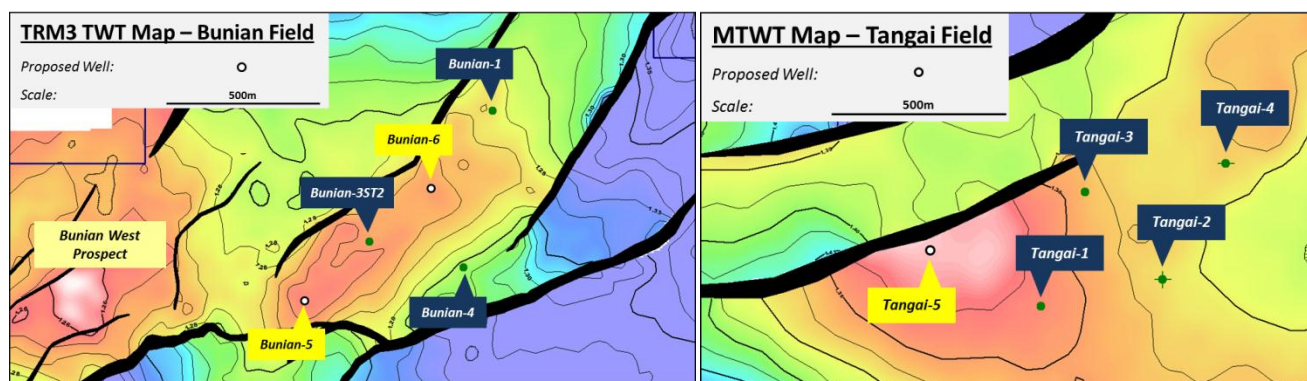 TRM3 TWT Map – Bunian Field
Proposed Well:
Scale:
500m
Bunian-1
Bunian-6
Bunian-3ST2
Bunian West
Prospect
Bunian-4
Bunian-5
MTWT Map – Tangai Field
Proposed Well:
Scale:
500m
Tangai-4
Tangai-3
Tangai-2
Tangai-1
Tangai-5